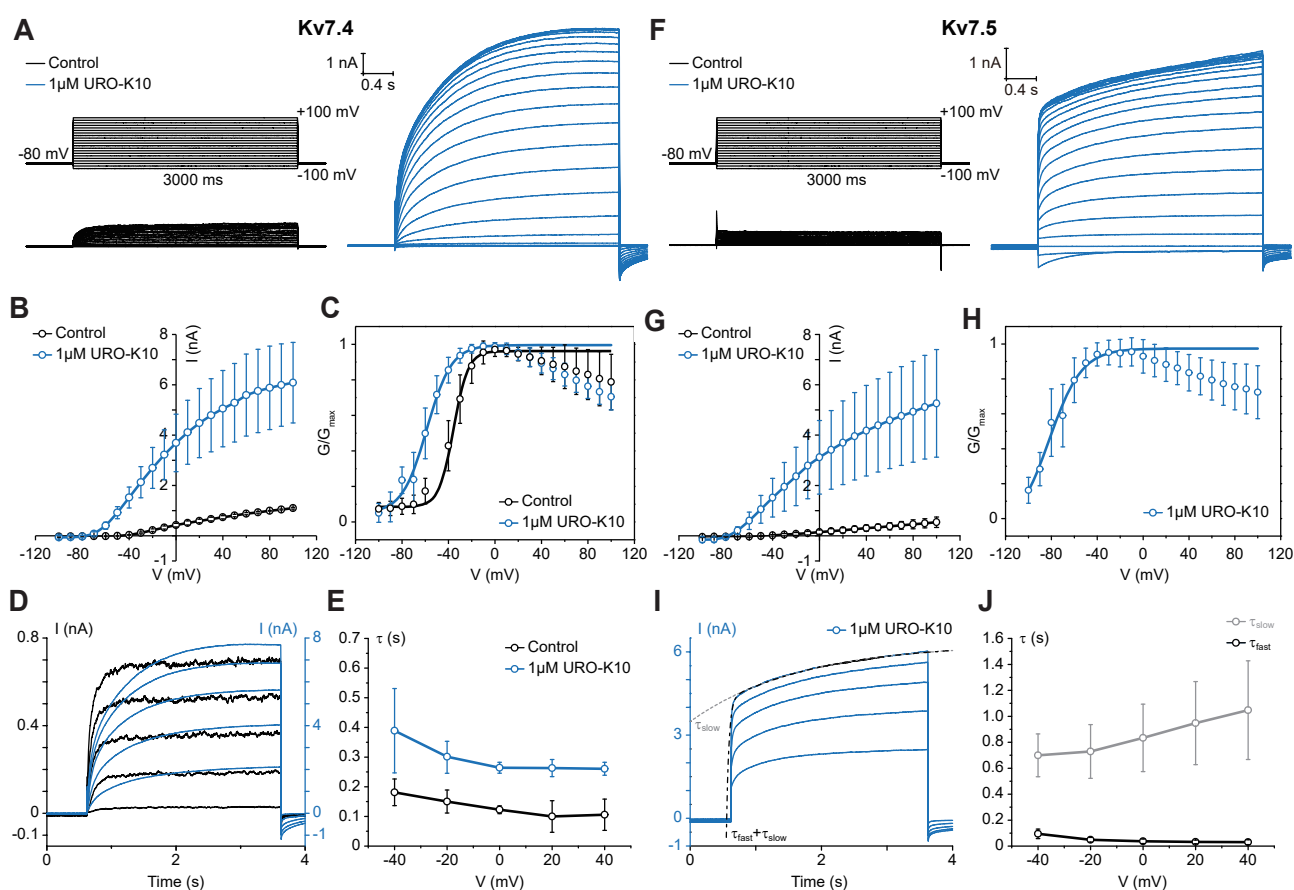 A
Kv7.4
Control
1µM URO-K10
1 nA
0.4 s
+100 mV
-80 mV
-100 mV
3000 ms
F
Kv7.5
Control
1µM URO-K10
1 nA
0.4 s
+100 mV
-80 mV
-100 mV
3000 ms
B
Control
1µM URO-K10
I (nA)
8
6
4
2
-1
-120 -80 -40 40 80 120
V (mV)
C
G/Gmax
1
0
Control
1µM URO-K10
-120 -80 -40 0 40 80 120
V (mV)
G
Control
1µM URO-K10
I (nA)
8
6
4
2
-1
-120 -80 -40 40 80 120
V (mV)
H
G/Gmax
1
0
1µM URO-K10
-120 -80 -40 0 40 80 120
V (mV)
D
I (nA)
I (nA)
0.8
0.4
0
-0.1
8
4
0
-1
0 2 4
Time (s)
E
τ (s)
Control
1µM URO-K10
0.7
0.6
0.5
0.4
0.3
0.2
0.1
0
-40 -20 0 20 40
V (mV)
I
I (nA)
1µM URO-K10
6
3
0
-1
τslow
τfast+τslow
0 2 4
Time (s)
J
τ (s)
τslow
τfast
1.6
1.4
1.2
1.0
0.8
0.6
0.4
0.2
0
-40 -20 0 20 40
V (mV)